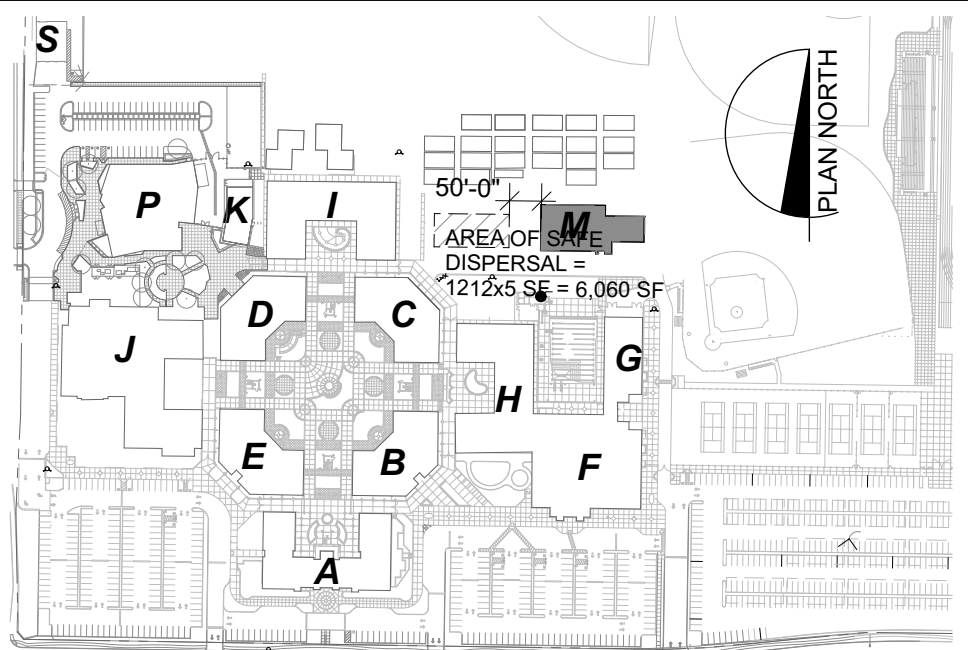 S
PLAN NORTH
P
K
I
50'-0"
M
AREA OF SAFE
DISPERSAL =
1212x5 SF = 6,060 SF
D
C
J
G
H
E
B
F
A